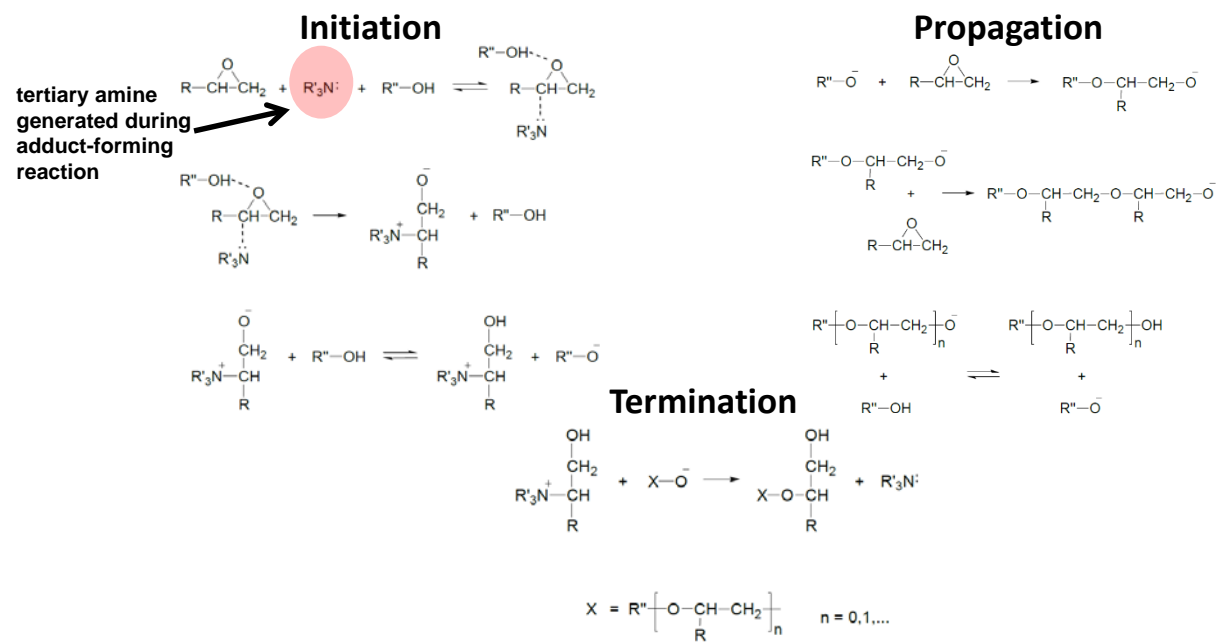 Initiation
tertiary amine
generated during
adduct-forming
reaction
O
R—CH—CH₂ + R'₃N: + R"—OH ⇌ R"—OH---O
R—CH—CH₂
R'₃N
R"—OH---O
R—CH—CH₂
R'₃N
→
O⁻
CH₂
R'₃N⁺—CH
R
+ R"—OH
O⁻
CH₂
R'₃N⁺—CH
R
+ R"—OH ⇌
OH
CH₂
R'₃N⁺—CH
R
+ R"—O⁻
Propagation
R"—O⁻ +
O
R—CH—CH₂
→ R"—O—CH—CH₂—O⁻
R
R"—O—CH—CH₂—O⁻
R
+
O
R—CH—CH₂
→ R"—O—CH—CH₂—O—CH—CH₂—O⁻
R R
R"[O—CH—CH₂]ₙO⁻
R
+
R"—OH
⇌
R"[O—CH—CH₂]ₙOH
R
+
R"—O⁻
Termination
OH
CH₂
R'₃N⁺—CH
R
+ X—O⁻ →
OH
CH₂
X—O—CH
R
+ R'₃N:
X = R"[O—CH—CH₂]ₙ n = 0,1,...
R